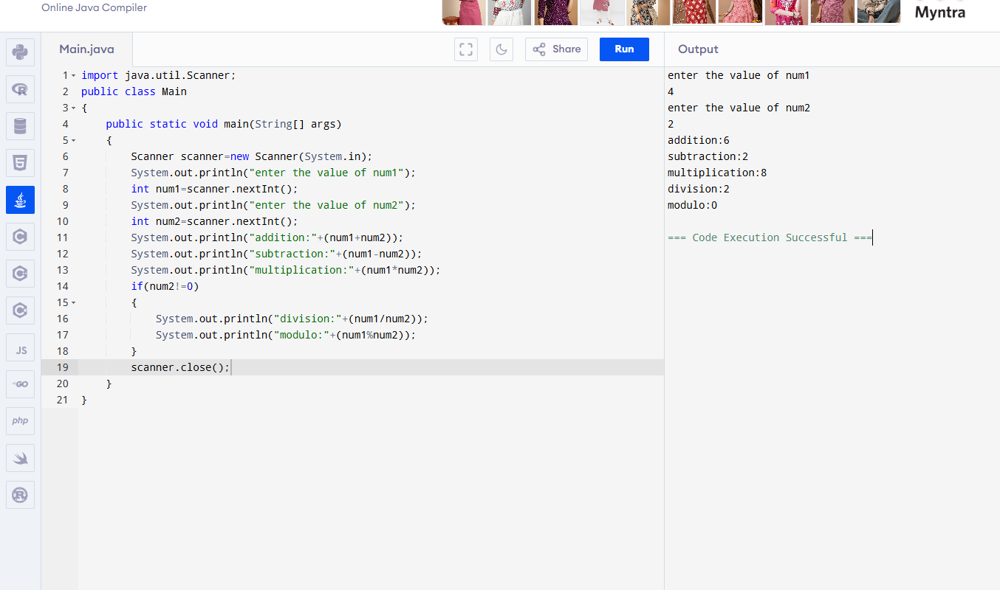 Online Java Compiler
Myntra
Main.java
Share
Run
Output
1 import java.util.Scanner;
2 public class Main
3 {
4 public static void main(String[] args)
5 {
6 Scanner scanner=new Scanner(System.in);
7 System.out.println("enter the value of num1");
8 int num1=scanner.nextInt();
9 System.out.println("enter the value of num2");
10 int num2=scanner.nextInt();
11 System.out.println("addition:"+(num1+num2));
12 System.out.println("subtraction:"+(num1-num2));
13 System.out.println("multiplication:"+(num1*num2));
14 if(num2!=0)
15 {
16 System.out.println("division:"+(num1/num2));
17 System.out.println("modulo:"+(num1%num2));
18 }
19 scanner.close();
20 }
21 }
enter the value of num1
4
enter the value of num2
2
addition:6
subtraction:2
multiplication:8
division:2
modulo:0
=== Code Execution Successful ===
R
5
C
C
C
JS
GO
php
R